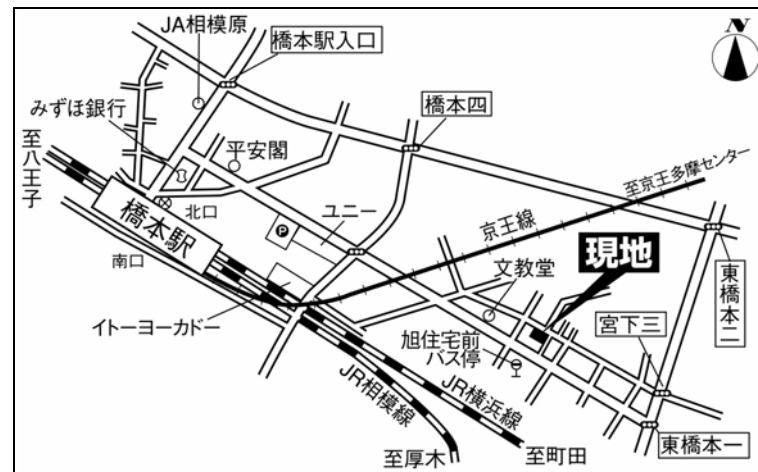 JA相模原
橋本駅入口
N
みずほ銀行
橋本四
平安閣
至八王子
至京王多摩センター
北口
ユニー
京王線
橋本駅
P
現地
南口
文教堂
東橋本二
イトーヨーカドー
旭住宅前
バス停
宮下三
JR相模線
JR横浜線
東橋本一
至厚木
至町田